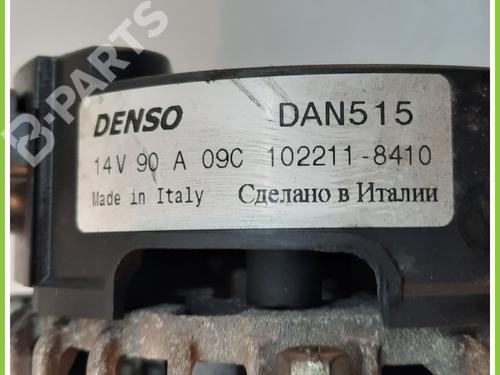 B-PARTS
DENSO DAN515
14V 90 A 09C 102211-8410
Made in Italy Сделано в Италии